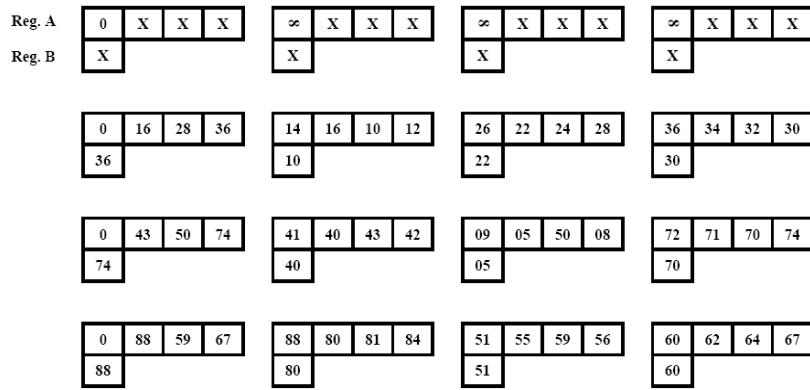 Reg. A 0 X X X ∞ X X X ∞ X X X ∞ X X X
Reg. B X X X X
0 16 28 36 14 16 10 12 26 22 24 28 36 34 32 30
36 10 22 30
0 43 50 74 41 40 43 42 09 05 50 08 72 71 70 74
74 40 05 70
0 88 59 67 88 80 81 84 51 55 59 56 60 62 64 67
88 80 51 60